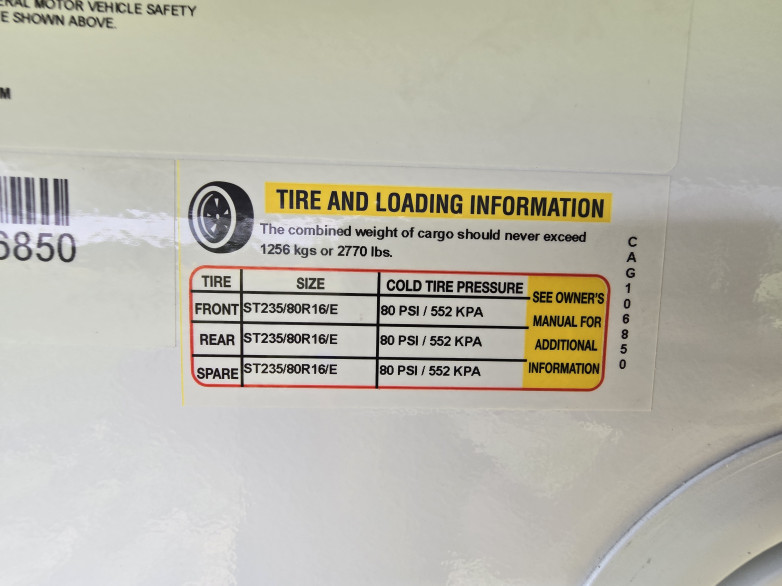 ERAL MOTOR VEHICLE SAFETY
E SHOWN ABOVE.
M
6850
TIRE AND LOADING INFORMATION
The combined weight of cargo should never exceed
1256 kgs or 2770 lbs.
TIRE SIZE COLD TIRE PRESSURE
FRONT ST235/80R16/E 80 PSI / 552 KPA
REAR ST235/80R16/E 80 PSI / 552 KPA
SPARE ST235/80R16/E 80 PSI / 552 KPA
SEE OWNER'S
MANUAL FOR
ADDITIONAL
INFORMATION
CAG106850